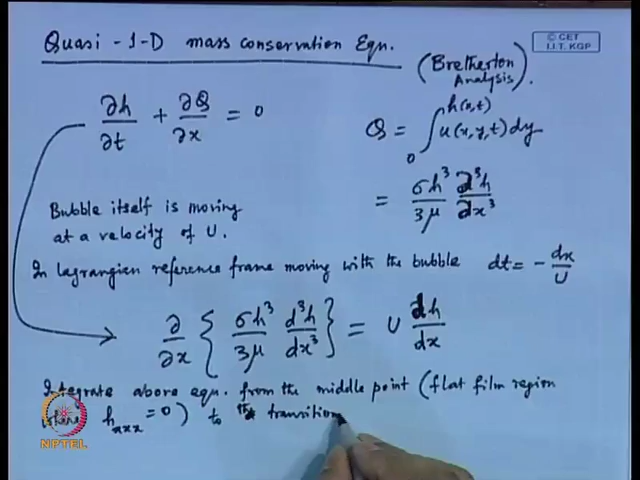 Quasi - 1-D mass conservation Eqn.
© CET
I.I.T. KGP
(Bretherton
Analysis).
∂h/∂t + ∂Q/∂x = 0
Q = ∫₀^h(x,t) u(x,y,t) dy
= σh³/3μ ∂³h/∂x³
Bubble itself is moving
at a velocity of U.
In Lagrangien reference frame moving with the bubble dt = - dx/U
∂/∂x { σh³/3μ d³h/dx³ } = U dh/dx
Integrate above equ. from the middle point (flat film region
h_xxx = 0) to the transition
NPTEL